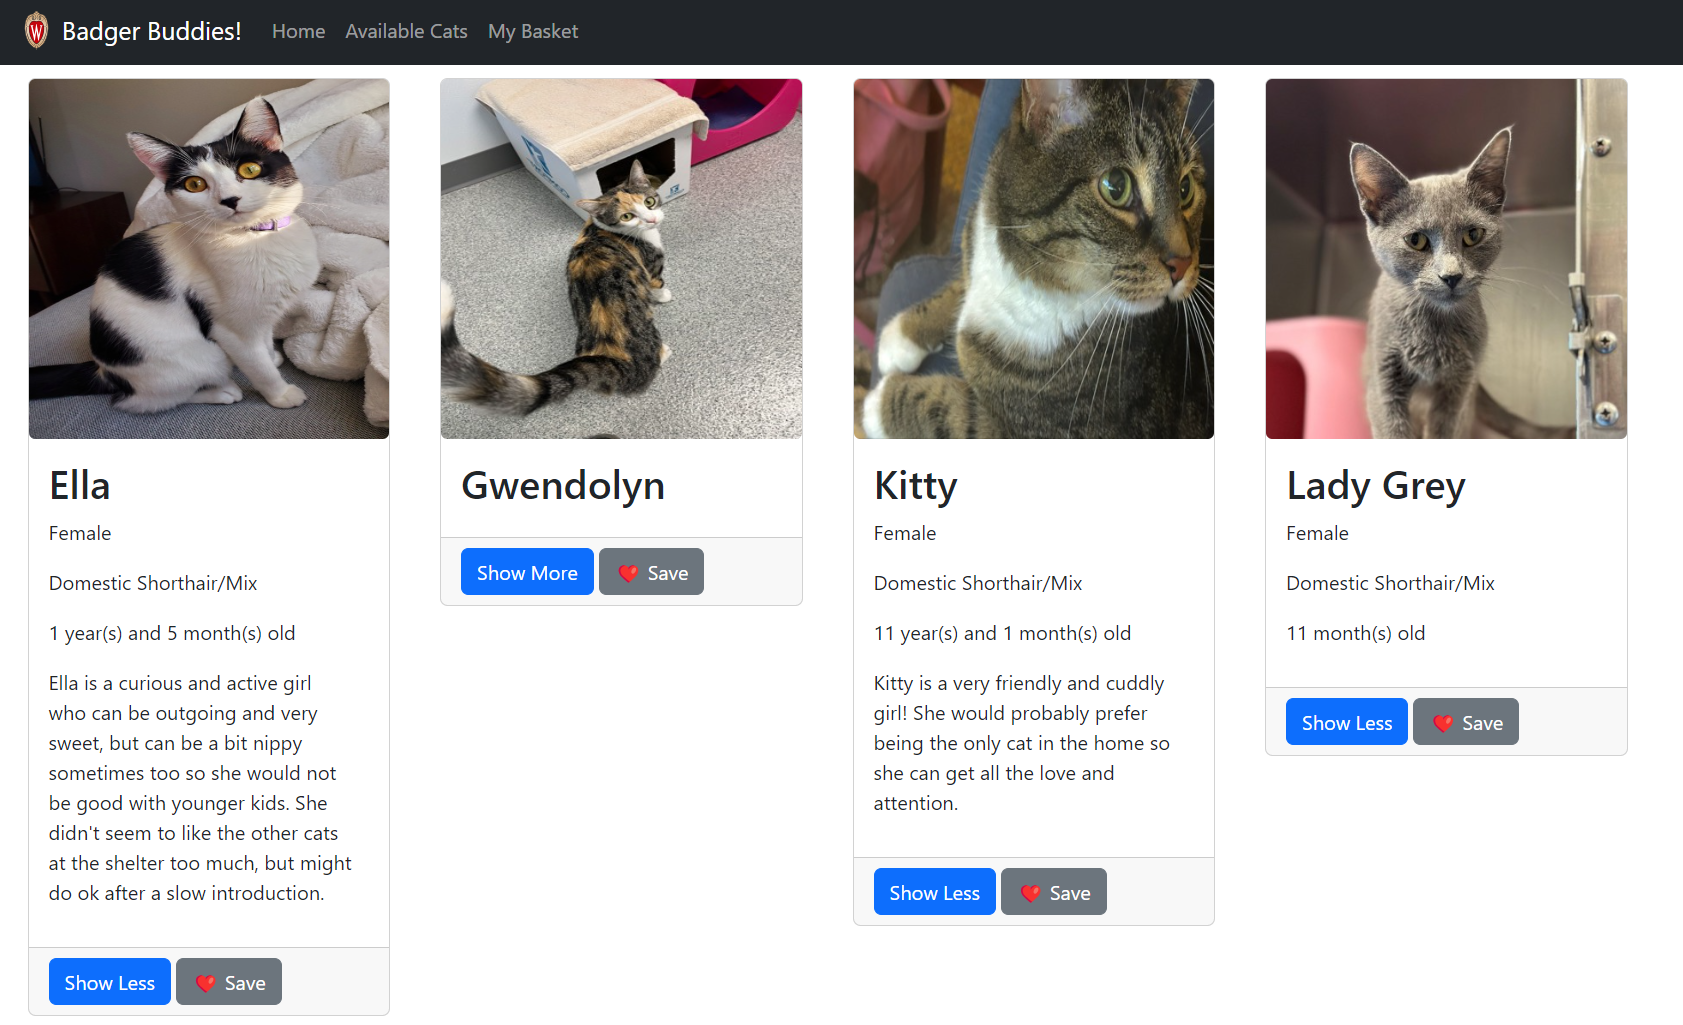 W Badger Buddies! Home Available Cats My Basket
Ella
Female
Domestic Shorthair/Mix
1 year(s) and 5 month(s) old
Ella is a curious and active girl
who can be outgoing and very
sweet, but can be a bit nippy
sometimes too so she would not
be good with younger kids. She
didn't seem to like the other cats
at the shelter too much, but might
do ok after a slow introduction.
Show Less ❤️ Save
Gwendolyn
Show More ❤️ Save
Kitty
Female
Domestic Shorthair/Mix
11 year(s) and 1 month(s) old
Kitty is a very friendly and cuddly
girl! She would probably prefer
being the only cat in the home so
she can get all the love and
attention.
Show Less ❤️ Save
Lady Grey
Female
Domestic Shorthair/Mix
11 month(s) old
Show Less ❤️ Save